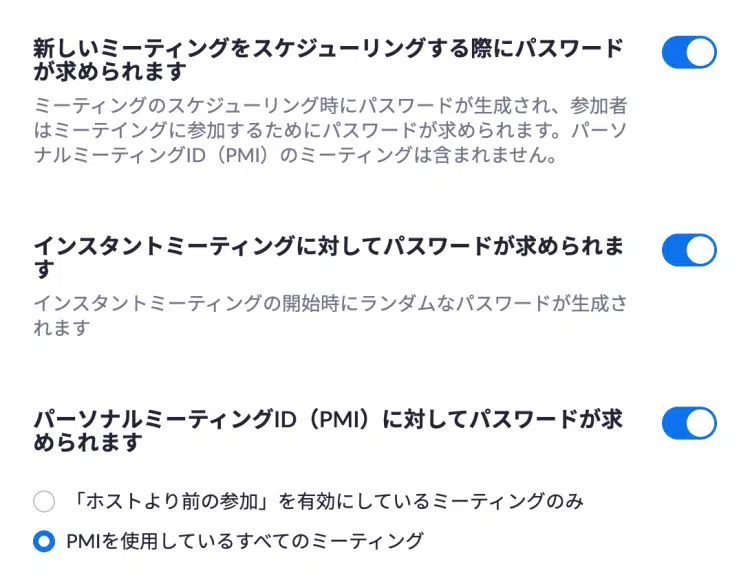 新しいミーティングをスケジューリングする際にパスワード
が求められます
ミーティングのスケジューリング時にパスワードが生成され、参加者
はミーテイングに参加するためにパスワードが求められます。パーソ
ナルミーティングID（PMI）のミーティングは含まれません。
インスタントミーティングに対してパスワードが求められま
す
インスタントミーティングの開始時にランダムなパスワードが生成さ
れます
パーソナルミーティングID（PMI）に対してパスワードが求
められます
「ホストより前の参加」を有効にしているミーティングのみ
PMIを使用しているすべてのミーティング